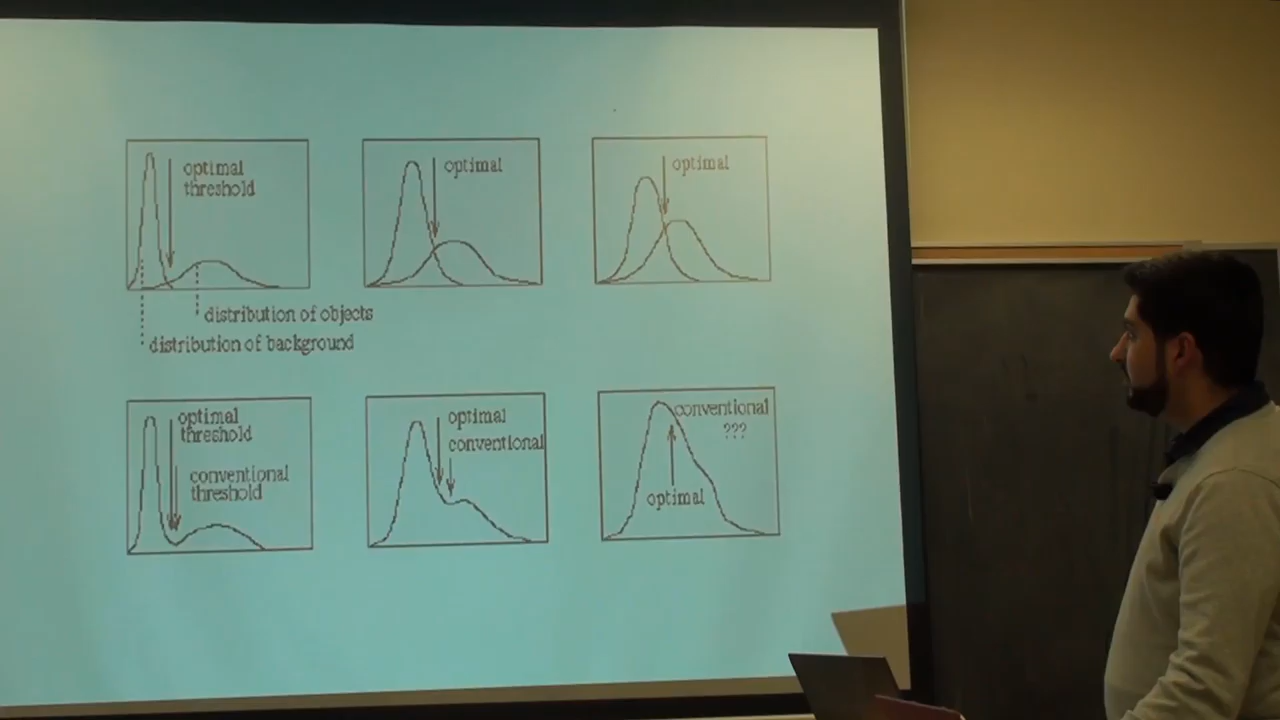 optimal
threshold
optimal
optimal
distribution of objects
distribution of background
optimal
threshold
conventional
threshold
optimal
conventional
conventional
???
optimal